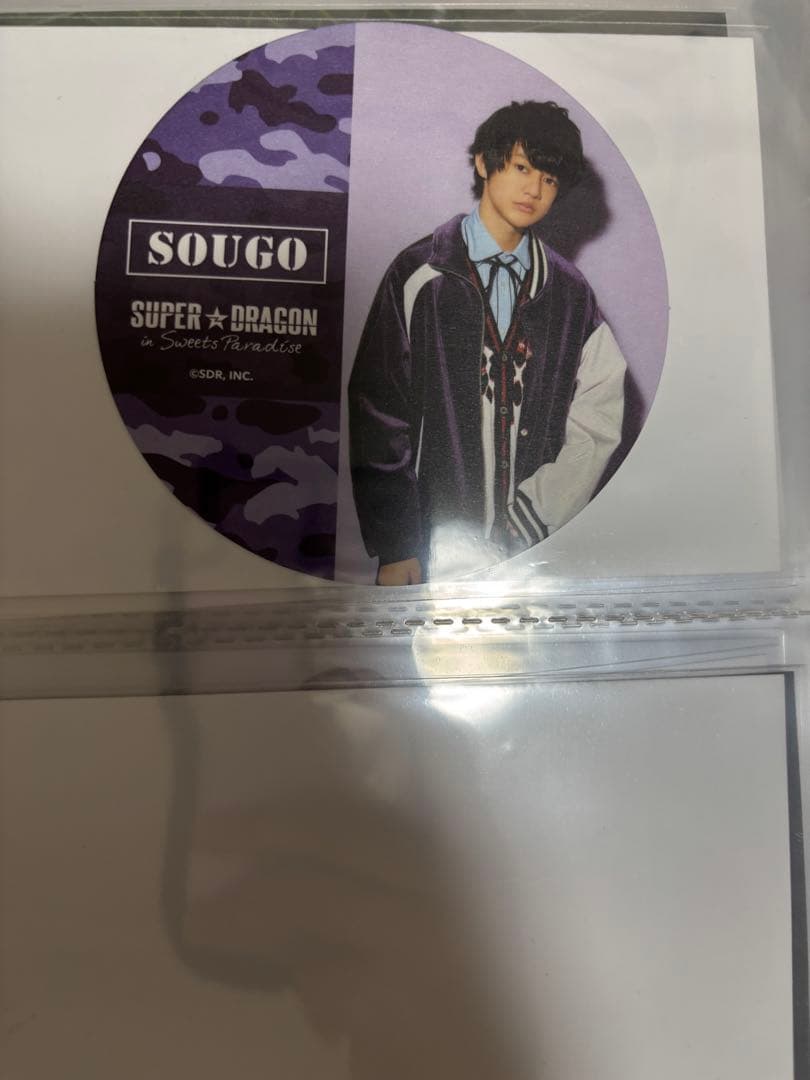 SOUGO
SUPER★DRAGON
in Sweets Paradise
©SDR, INC.